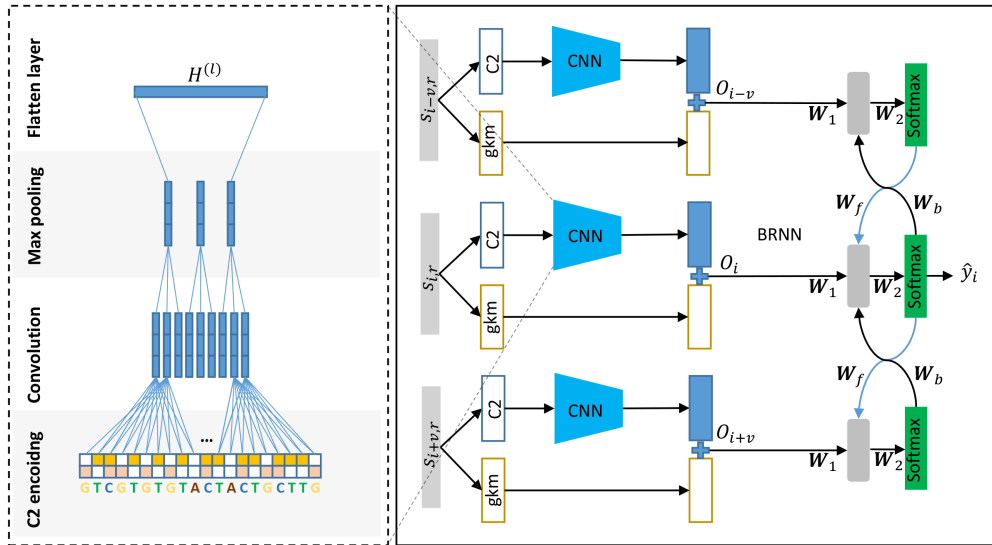 Flatten layer
H^{(l)}
Max pooling
Convolution
C2 encoidng
...
GTCGTGTGTACTACTGCTTG
s_{i-v,r}
C2
gkm
CNN
O_{i-v}
W_1
W_2
Softmax
W_f
W_b
s_{i,r}
C2
gkm
CNN
O_i
BRNN
W_1
W_2
Softmax
ŷ_i
W_f
W_b
s_{i+v,r}
C2
gkm
CNN
O_{i+v}
W_1
W_2
Softmax